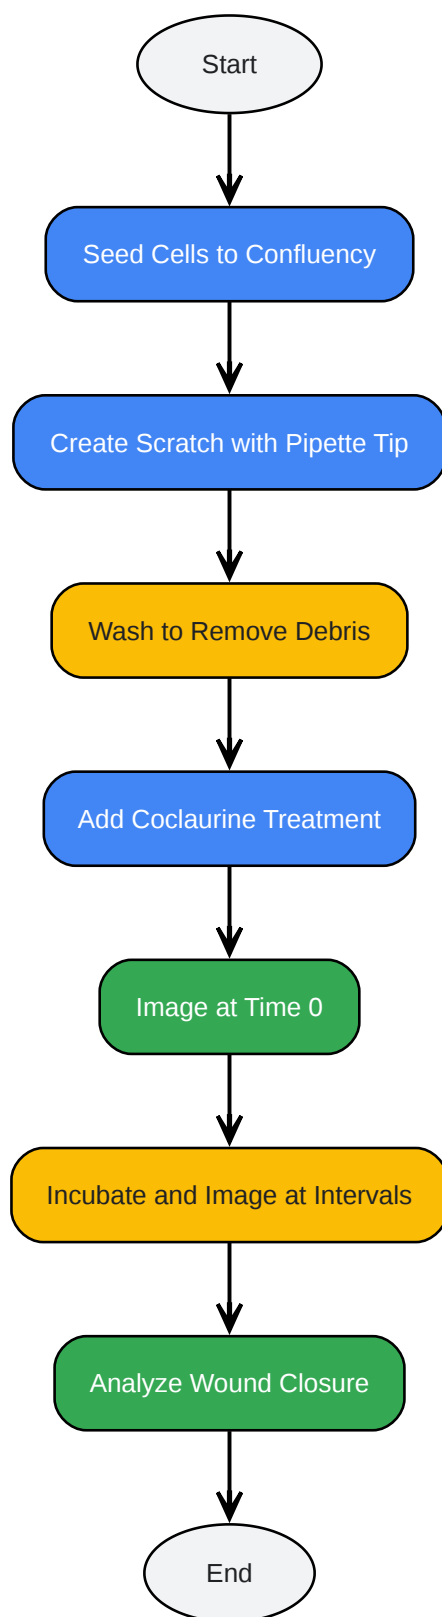 Start
Seed Cells to Confluency
Create Scratch with Pipette Tip
Wash to Remove Debris
Add Coclaurine Treatment
Image at Time 0
Incubate and Image at Intervals
Analyze Wound Closure
End